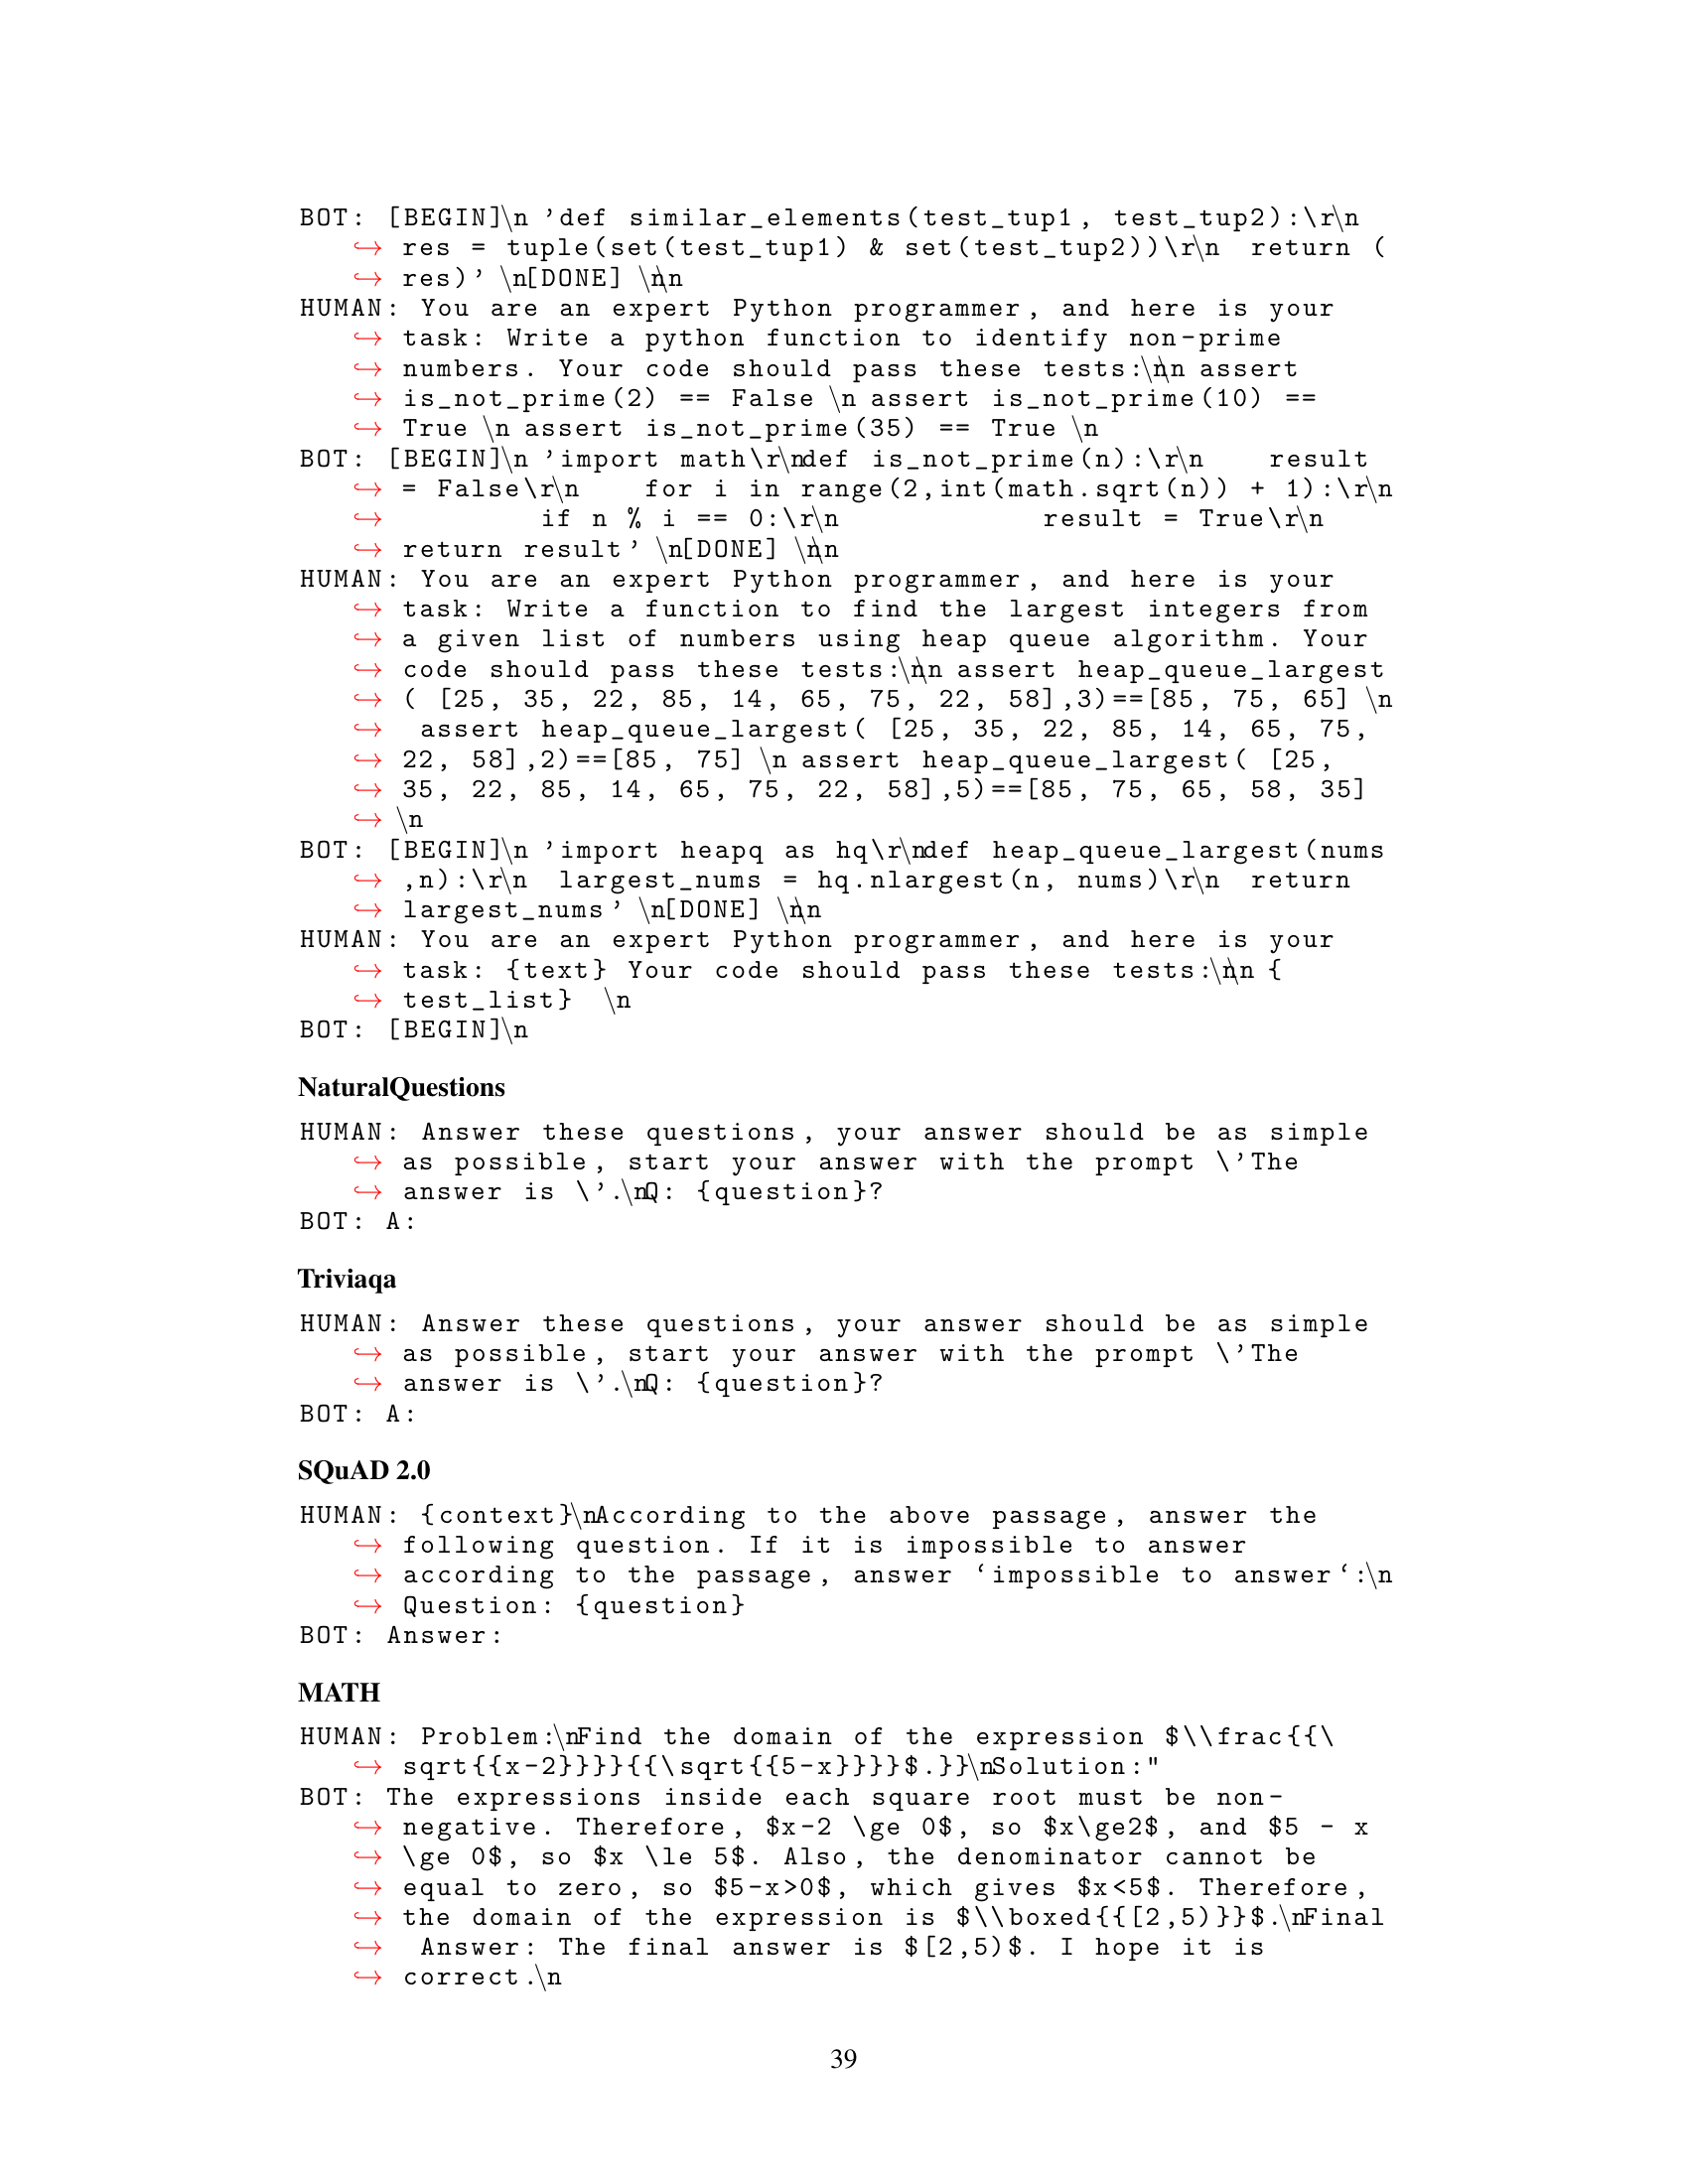 BOT: [BEGIN]\n 'def similar_elements(test_tup1, test_tup2):\r\n
↪ res = tuple(set(test_tup1) & set(test_tup2))\r\n  return (
↪ res)' \n[DONE] \n\n
HUMAN: You are an expert Python programmer, and here is your
↪ task: Write a python function to identify non-prime
↪ numbers. Your code should pass these tests:\n\n assert
↪ is_not_prime(2) == False \n assert is_not_prime(10) ==
↪ True \n assert is_not_prime(35) == True \n
BOT: [BEGIN]\n 'import math\r\ndef is_not_prime(n):\r\n    result
↪ = False\r\n    for i in range(2,int(math.sqrt(n)) + 1):\r\n
↪         if n % i == 0:\r\n            result = True\r\n
↪ return result' \n[DONE] \n\n
HUMAN: You are an expert Python programmer, and here is your
↪ task: Write a function to find the largest integers from
↪ a given list of numbers using heap queue algorithm. Your
↪ code should pass these tests:\n\n assert heap_queue_largest
↪ ( [25, 35, 22, 85, 14, 65, 75, 22, 58],3)==[85, 75, 65] \n
↪  assert heap_queue_largest( [25, 35, 22, 85, 14, 65, 75,
↪ 22, 58],2)==[85, 75] \n assert heap_queue_largest( [25,
↪ 35, 22, 85, 14, 65, 75, 22, 58],5)==[85, 75, 65, 58, 35]
↪ \n
BOT: [BEGIN]\n 'import heapq as hq\r\ndef heap_queue_largest(nums
↪ ,n):\r\n  largest_nums = hq.nlargest(n, nums)\r\n  return
↪ largest_nums' \n[DONE] \n\n
HUMAN: You are an expert Python programmer, and here is your
↪ task: {text} Your code should pass these tests:\n\n {
↪ test_list}  \n
BOT: [BEGIN]\n
NaturalQuestions
HUMAN: Answer these questions, your answer should be as simple
↪ as possible, start your answer with the prompt \'The
↪ answer is \'.\nQ: {question}?
BOT: A:
Triviaqa
HUMAN: Answer these questions, your answer should be as simple
↪ as possible, start your answer with the prompt \'The
↪ answer is \'.\nQ: {question}?
BOT: A:
SQuAD 2.0
HUMAN: {context}\nAccording to the above passage, answer the
↪ following question. If it is impossible to answer
↪ according to the passage, answer ‘impossible to answer‘:\n
↪ Question: {question}
BOT: Answer:
MATH
HUMAN: Problem:\nFind the domain of the expression $\\frac{{\
↪ sqrt{{x-2}}}}{{\sqrt{{5-x}}}}$.}}\nSolution:"
BOT: The expressions inside each square root must be non-
↪ negative. Therefore, $x-2 \ge 0$, so $x\ge2$, and $5 - x
↪ \ge 0$, so $x \le 5$. Also, the denominator cannot be
↪ equal to zero, so $5-x>0$, which gives $x<5$. Therefore,
↪ the domain of the expression is $\\boxed{{[2,5)}}$.\nFinal
↪  Answer: The final answer is $[2,5)$. I hope it is
↪ correct.\n
39